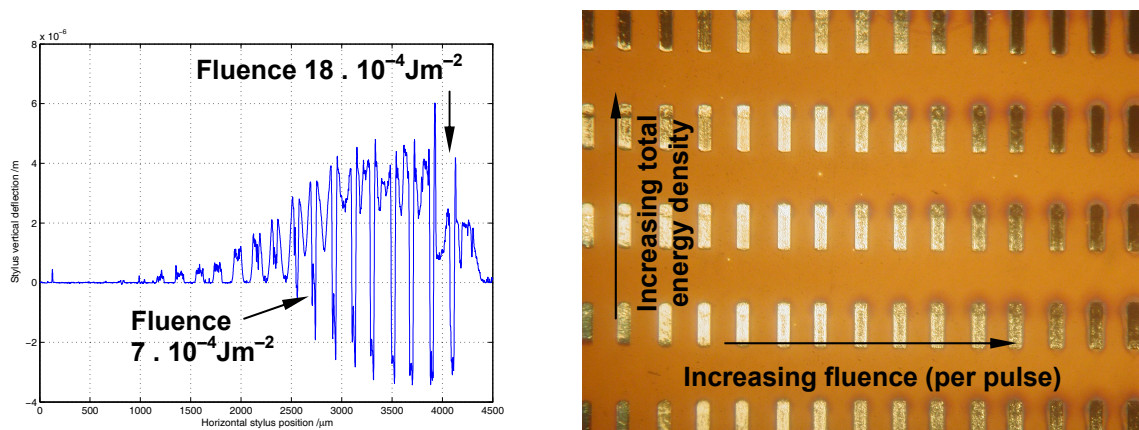 x 10⁻⁶
8
6
4
2
0
−2
−4
0 500 1000 1500 2000 2500 3000 3500 4000 4500
Stylus vertical deflection /m
Horizontal stylus position /μm
Fluence 18 . 10⁻⁴Jm⁻²
Fluence
7 . 10⁻⁴Jm⁻²
Increasing total
energy density
Increasing fluence (per pulse)